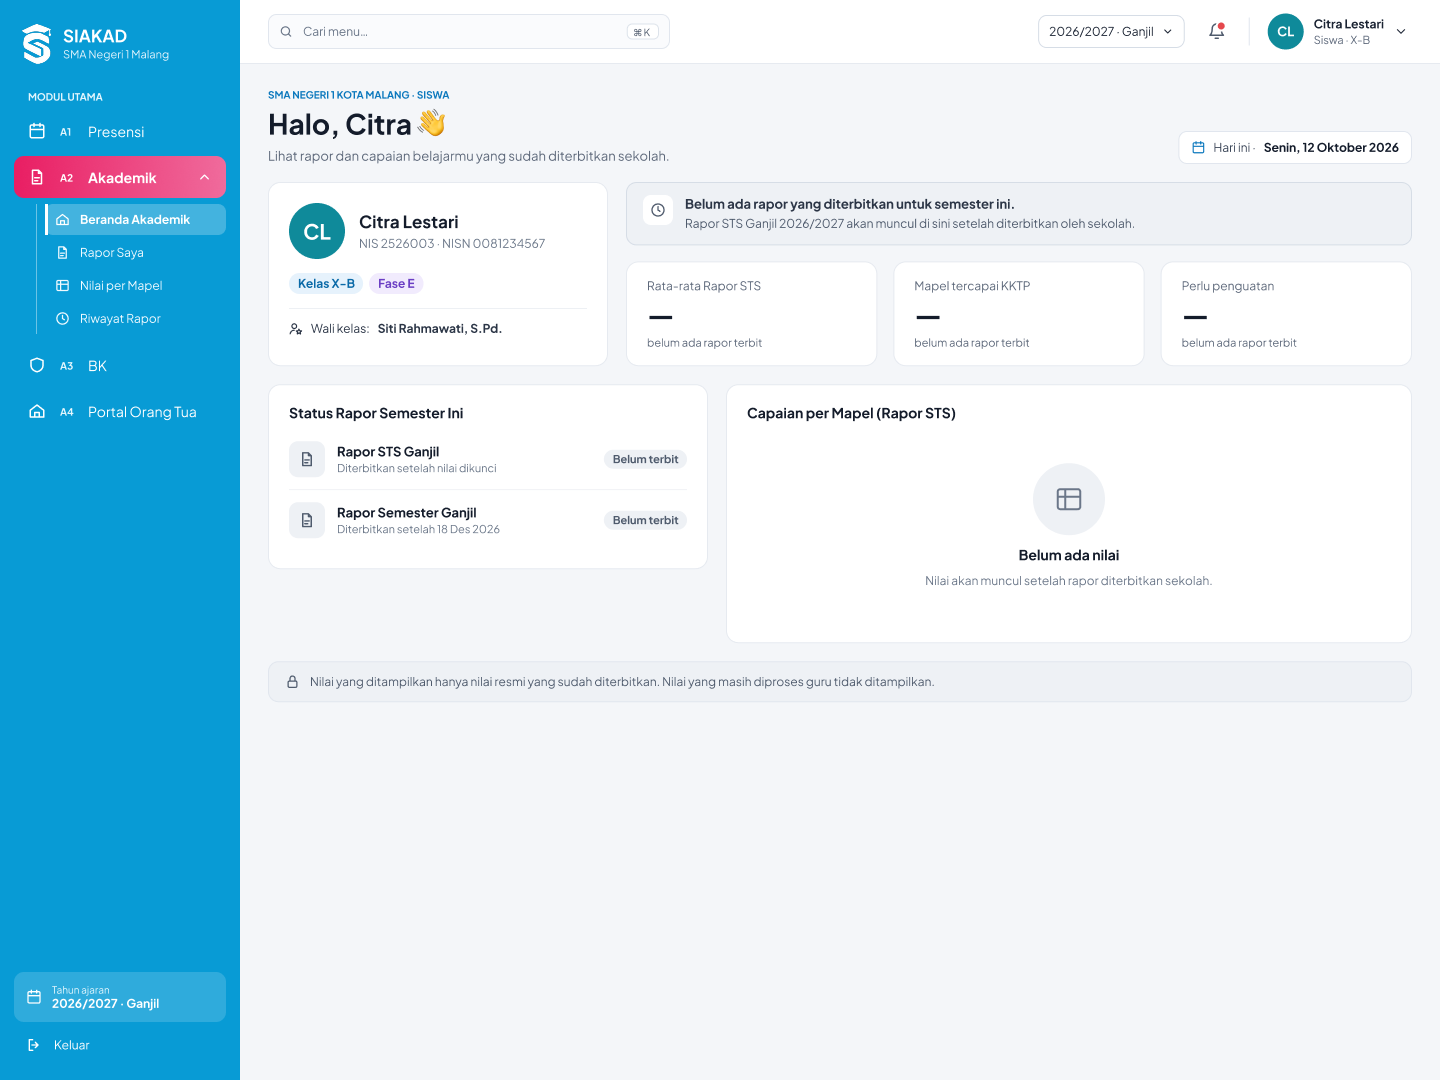 SIAKAD
SMA Negeri 1 Malang
MODUL UTAMA
A1 Presensi
A2 Akademik
Beranda Akademik
Rapor Saya
Nilai per Mapel
Riwayat Rapor
A3 BK
A4 Portal Orang Tua
Tahun ajaran
2026/2027 · Ganjil
Keluar
Cari menu...
⌘K
2026/2027 · Ganjil
CL
Citra Lestari
Siswa · X-B
SMA NEGERI 1 KOTA MALANG · SISWA
Halo, Citra 👋
Lihat rapor dan capaian belajarmu yang sudah diterbitkan sekolah.
Hari ini · Senin, 12 Oktober 2026
CL
Citra Lestari
NIS 2526003 · NISN 0081234567
Kelas X-B Fase E
Wali kelas: Siti Rahmawati, S.Pd.
Belum ada rapor yang diterbitkan untuk semester ini.
Rapor STS Ganjil 2026/2027 akan muncul di sini setelah diterbitkan oleh sekolah.
Rata-rata Rapor STS
—
belum ada rapor terbit
Mapel tercapai KKTP
—
belum ada rapor terbit
Perlu penguatan
—
belum ada rapor terbit
Status Rapor Semester Ini
Rapor STS Ganjil
Diterbitkan setelah nilai dikunci
Belum terbit
Rapor Semester Ganjil
Diterbitkan setelah 18 Des 2026
Belum terbit
Capaian per Mapel (Rapor STS)
Belum ada nilai
Nilai akan muncul setelah rapor diterbitkan sekolah.
Nilai yang ditampilkan hanya nilai resmi yang sudah diterbitkan. Nilai yang masih diproses guru tidak ditampilkan.